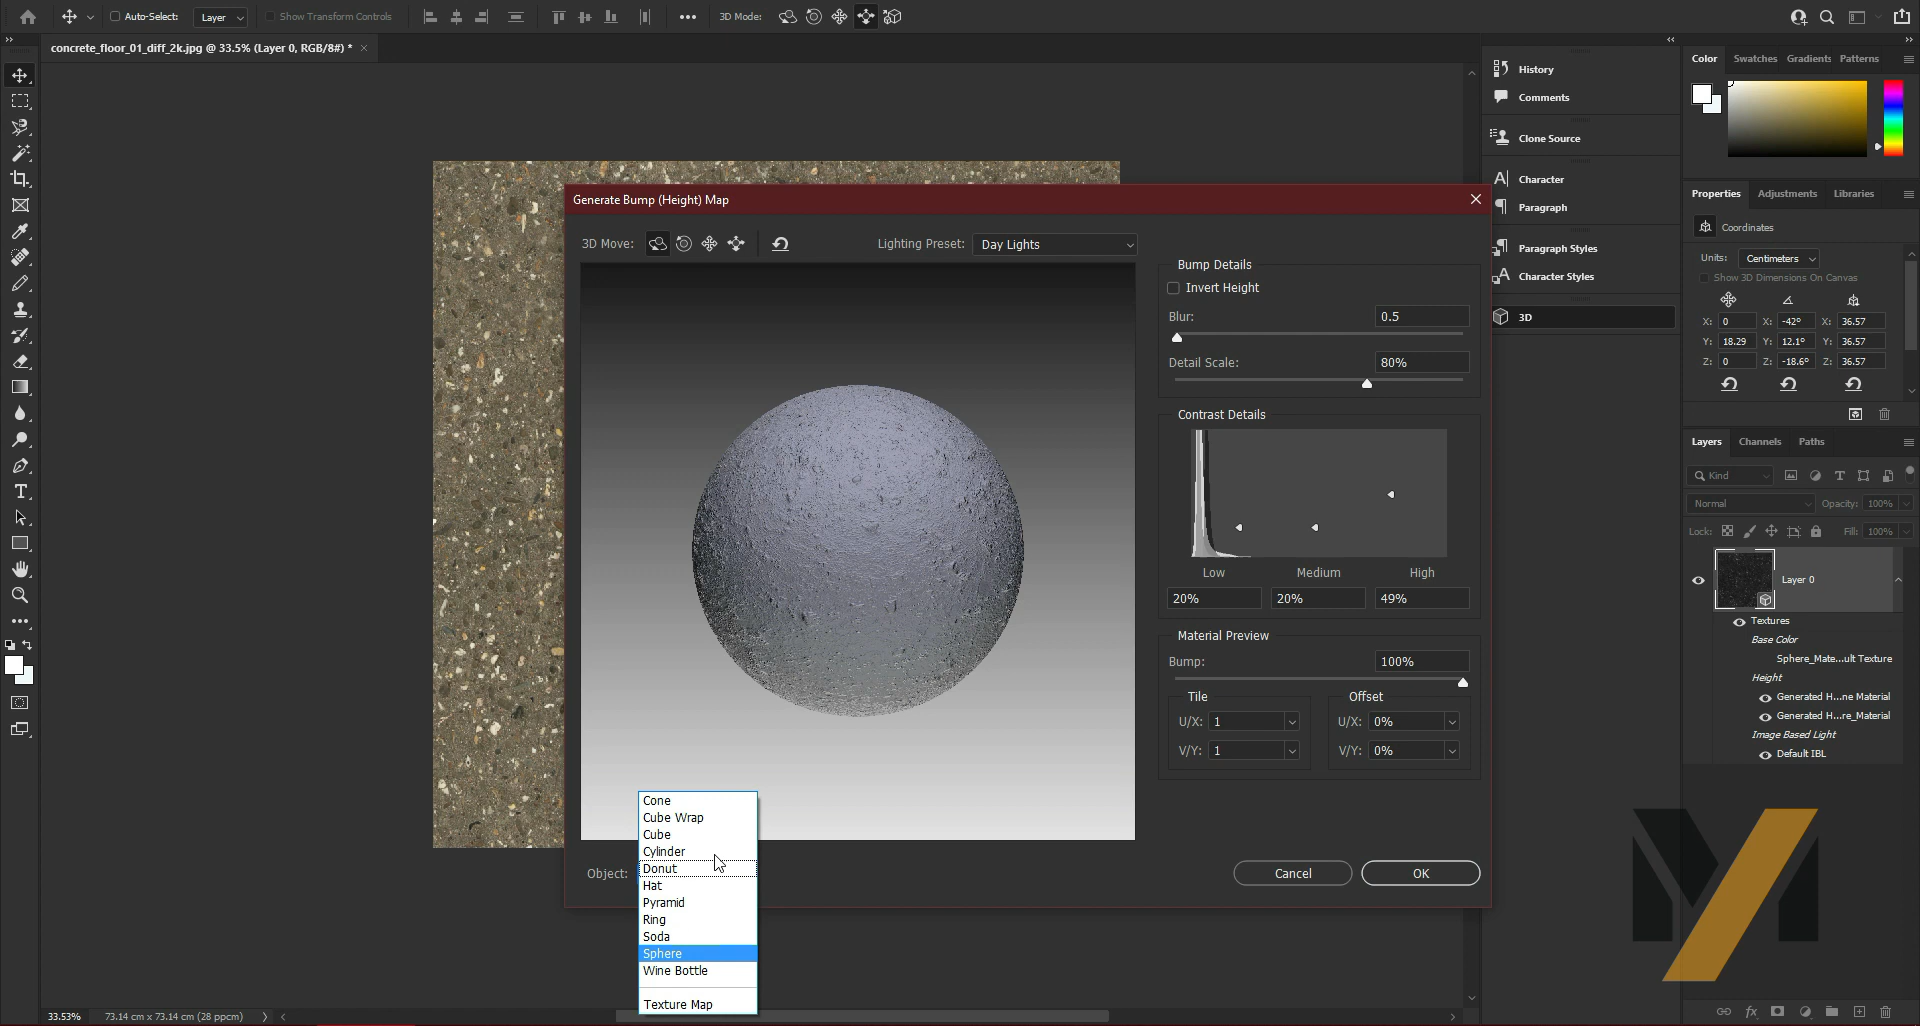 Auto-Select:
Layer
Show Transform Controls
3D Mode:
concrete_floor_01_diff_2k.jpg @ 33.5% (Layer 0, RGB/8#) *
Generate Bump (Height) Map
3D Move:
Lighting Preset:
Day Lights
Bump Details
Invert Height
Blur:
0.5
Detail Scale:
80%
Contrast Details
Low
Medium
High
20%
20%
49%
Material Preview
Bump:
100%
Tile
Offset
U/X: 1
U/X: 0%
V/Y: 1
V/Y: 0%
Object:
Cone
Cube Wrap
Cube
Cylinder
Donut
Hat
Pyramid
Ring
Soda
Sphere
Wine Bottle
Texture Map
Cancel
OK
33.53%
73.14 cm x 73.14 cm (28 ppcm)
History
Comments
Clone Source
Character
Paragraph
Paragraph Styles
Character Styles
3D
Color
Swatches
Gradients
Patterns
Properties
Adjustments
Libraries
Coordinates
Units:
Centimeters
Show 3D Dimensions On Canvas
X: 0 X: -42° X: 36.57
Y: 18.29 Y: 12.1° Y: 36.57
Z: 0 Z: -18.6° Z: 36.57
Layers
Channels
Paths
Kind
Normal
Opacity: 100%
Lock:
Fill: 100%
Layer 0
Textures
Base Color
Sphere_Mate...ult Texture
Height
Generated H...ne Material
Generated H...re_Material
Image Based Light
Default IBL